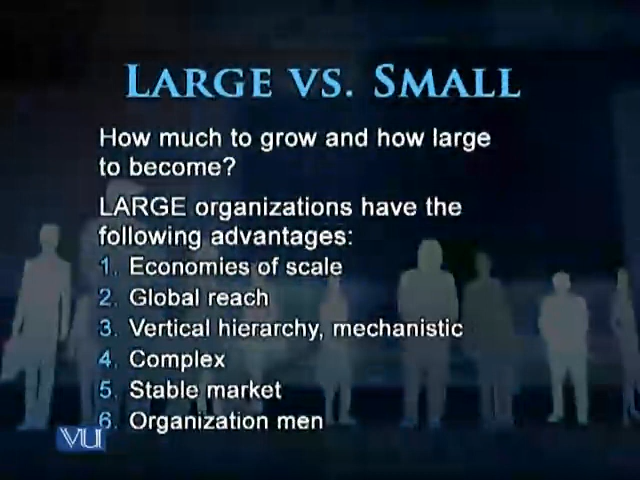 LARGE VS. SMALL
How much to grow and how large
to become?
LARGE organizations have the
following advantages:
1. Economies of scale
2. Global reach
3. Vertical hierarchy, mechanistic
4. Complex
5. Stable market
6. Organization men
VU